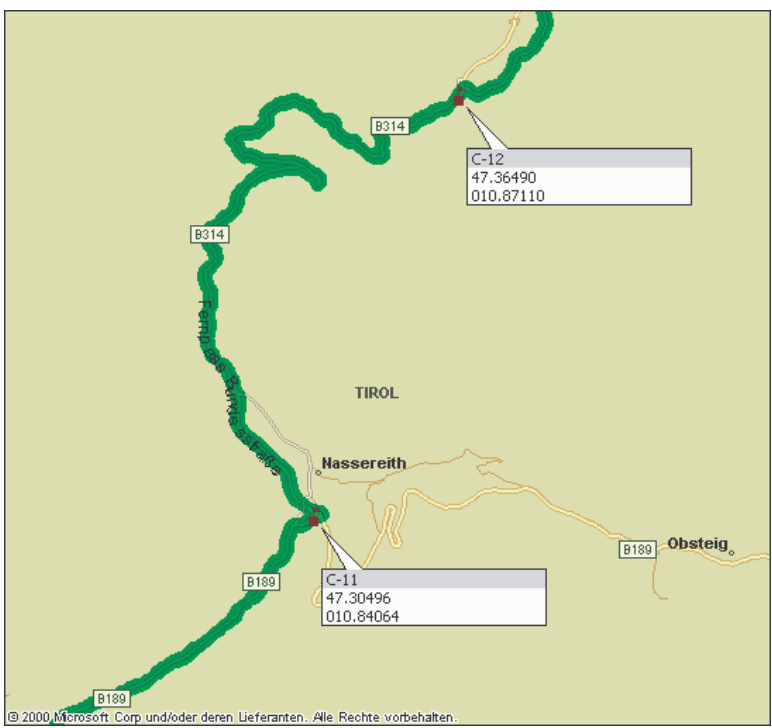 B314
C-12
47.36490
010.87110
B314
Fernpass Bundesstraße
TIROL
Nassereith
B189
Obsteig
C-11
47.30496
010.84064
B189
B189
© 2000 Microsoft Corp und/oder deren Lieferanten. Alle Rechte vorbehalten.